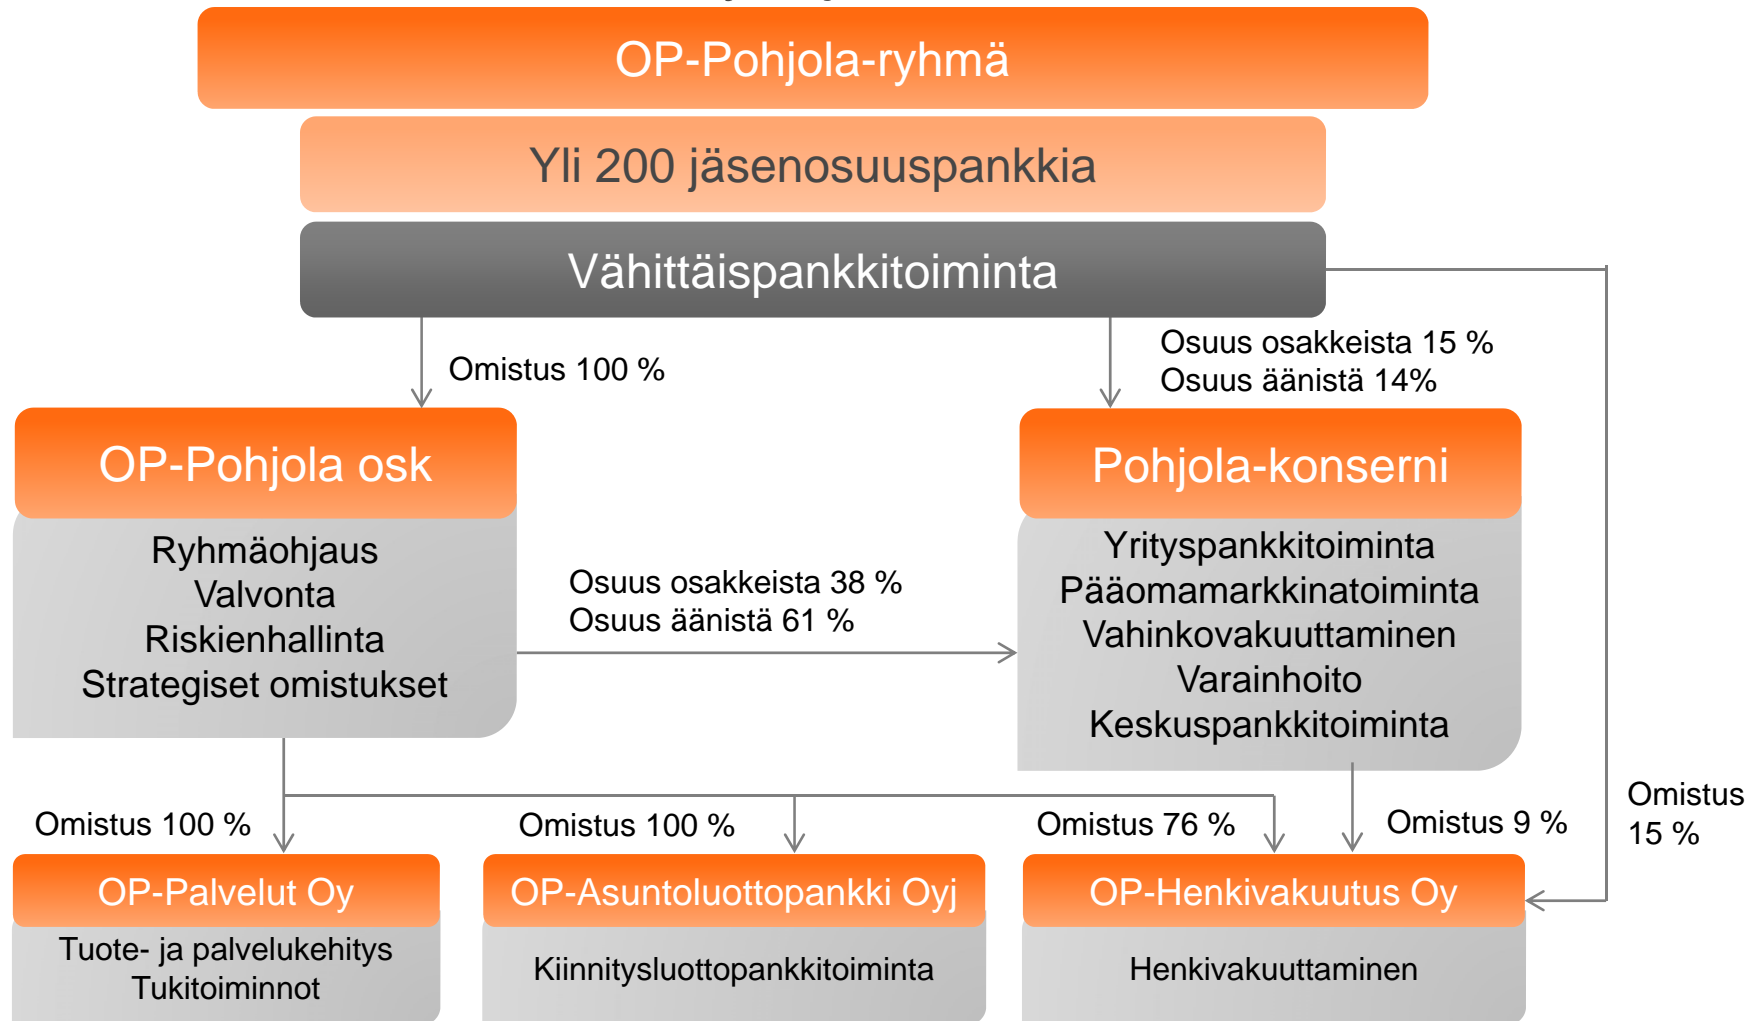 OP-Pohjola-ryhmä
Yli 200 jäsenosuuspankkia
Vähittäispankkitoiminta
Omistus 100 %
Osuus osakkeista 15 %
Osuus äänistä 14%
OP-Pohjola osk
Ryhmäohjaus
Valvonta
Riskienhallinta
Strategiset omistukset
Osuus osakkeista 38 %
Osuus äänistä 61 %
Pohjola-konserni
Yrityspankkitoiminta
Pääomamarkkinatoiminta
Vahinkovakuuttaminen
Varainhoito
Keskuspankkitoiminta
Omistus 100 %
Omistus 100 %
Omistus 76 %
Omistus 9 %
Omistus
15 %
OP-Palvelut Oy
Tuote- ja palvelukehitys
Tukitoiminnot
OP-Asuntoluottopankki Oyj
Kiinnitysluottopankkitoiminta
OP-Henkivakuutus Oy
Henkivakuuttaminen